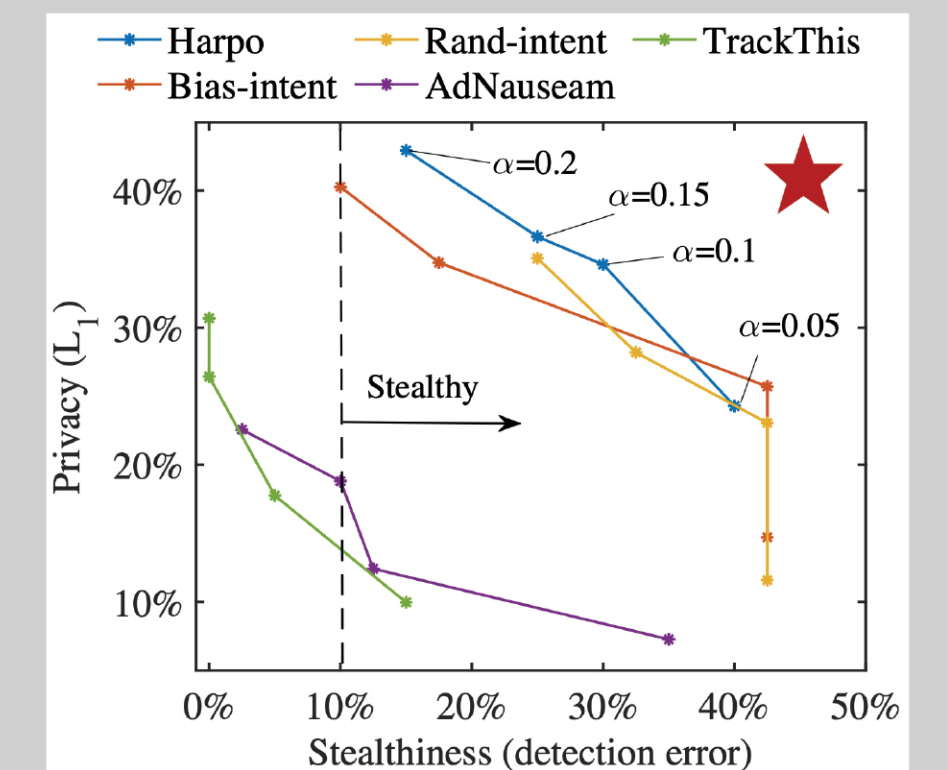 Harpo Rand-intent TrackThis
Bias-intent AdNauseam
α=0.2
α=0.15
α=0.1
α=0.05
Stealthy
Privacy (L1)
40%
30%
20%
10%
0% 10% 20% 30% 40% 50%
Stealthiness (detection error)